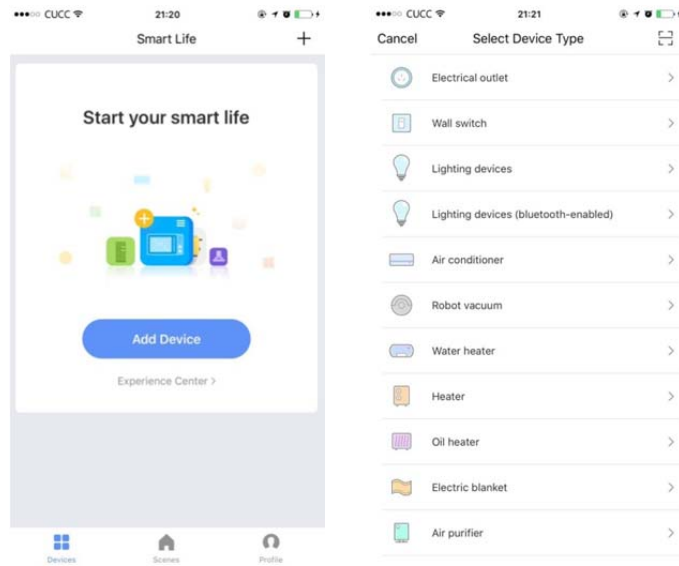 CUCC 21:20
Smart Life +
Start your smart life
Add Device
Experience Center >
Devices Scenes Profile
CUCC 21:21
Cancel Select Device Type
Electrical outlet
Wall switch
Lighting devices
Lighting devices (bluetooth-enabled)
Air conditioner
Robot vacuum
Water heater
Heater
Oil heater
Electric blanket
Air purifier